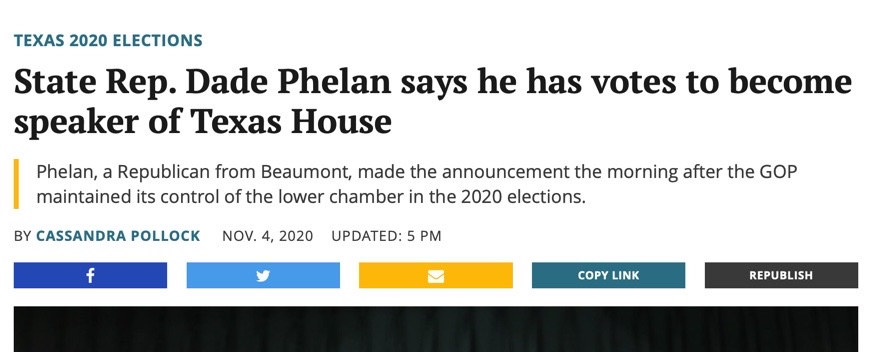 TEXAS 2020 ELECTIONS
State Rep. Dade Phelan says he has votes to become
speaker of Texas House
Phelan, a Republican from Beaumont, made the announcement the morning after the GOP
maintained its control of the lower chamber in the 2020 elections.
BY CASSANDRA POLLOCK NOV. 4, 2020 UPDATED: 5 PM
COPY LINK REPUBLISH